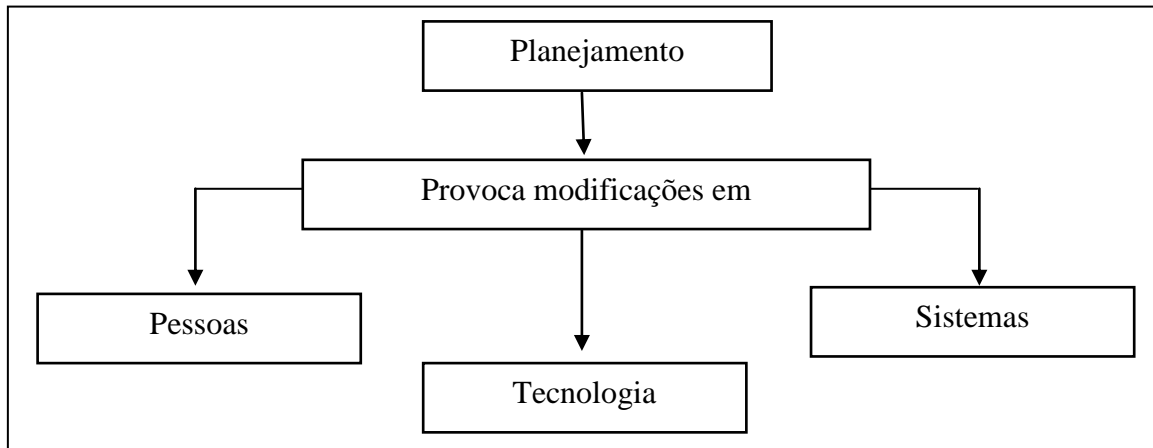 Planejamento
Provoca modificações em
Pessoas
Sistemas
Tecnologia